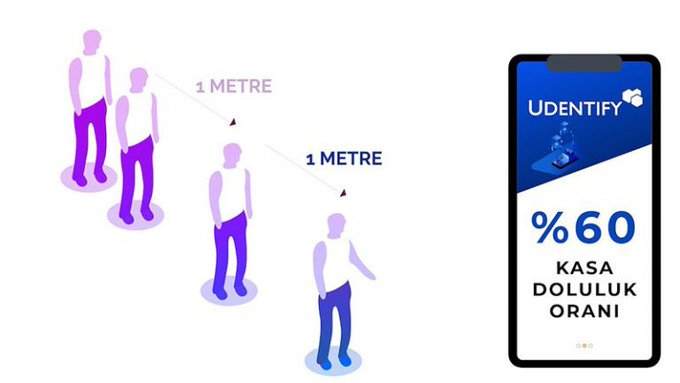 1 METRE
1 METRE
UDENTIFY
%60
KASA
DOLULUK
ORANI